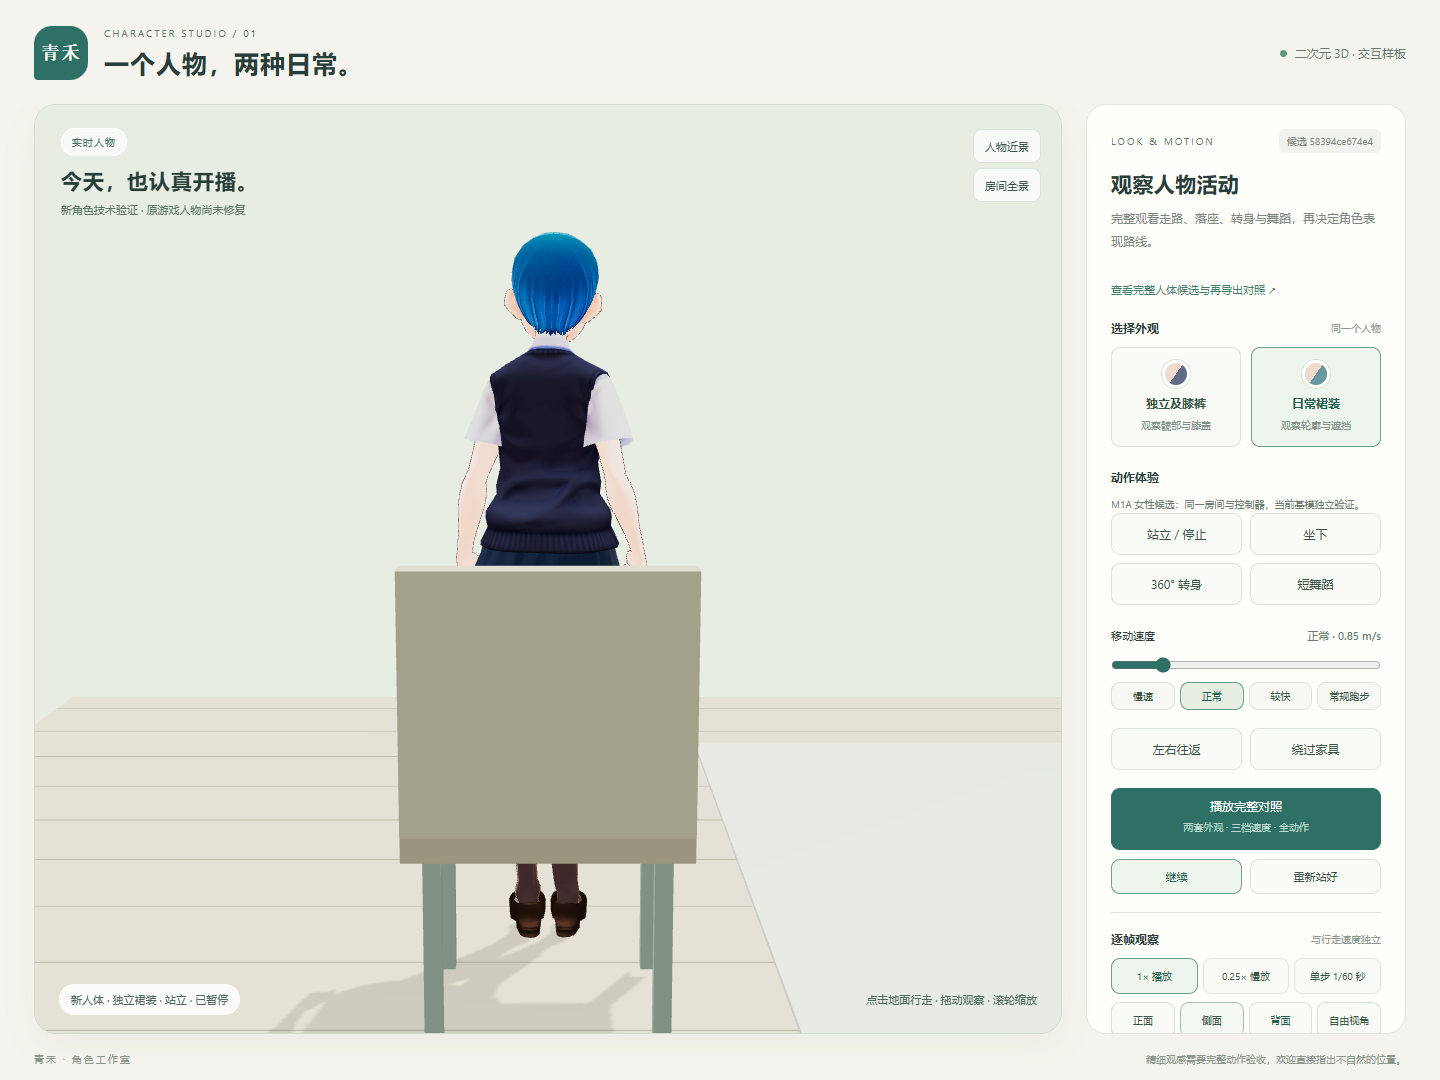 青禾
CHARACTER STUDIO / 01
一个人物，两种日常。
二次元 3D · 交互样板
实时人物
今天，也认真开播。
新角色技术验证 · 原游戏人物尚未修复
人物近景
房间全景
新人体 · 独立裙装 · 站立 · 已暂停
点击地面行走 · 拖动观察 · 滚轮缩放
LOOK & MOTION
候选 58394ce674e4
观察人物活动
完整观看走路、落座、转身与舞蹈，再决定角色表
现路线。
查看完整人体候选与再导出对照 ↗
选择外观
同一个人物
独立及膝裤
观察髋部与膝盖
日常裙装
观察轮廓与遮挡
动作体验
M1A 女性候选：同一房间与控制器，当前基模独立验证。
站立 / 停止
坐下
360° 转身
短舞蹈
移动速度
正常 · 0.85 m/s
慢速
正常
较快
常规跑步
左右往返
绕过家具
播放完整对照
两套外观 · 三档速度 · 全动作
继续
重新站好
逐帧观察
与行走速度独立
1× 播放
0.25× 慢放
单步 1/60 秒
正面
侧面
背面
自由视角
青禾 · 角色工作室
精细观感需要完整动作验收，欢迎直接指出不自然的位置。